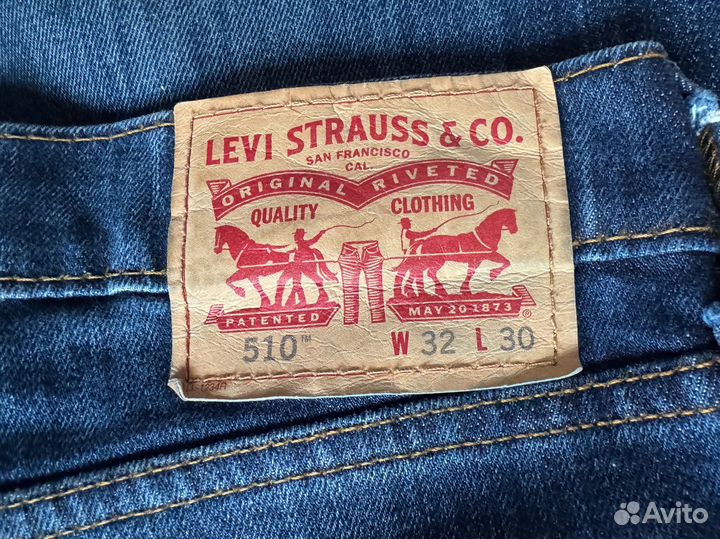 LEVI STRAUSS & CO.
SAN FRANCISCO
CAL.
ORIGINAL RIVETED
QUALITY CLOTHING
PATENTED MAY 20 1873 ®
510™ W 32 L 30
Avito